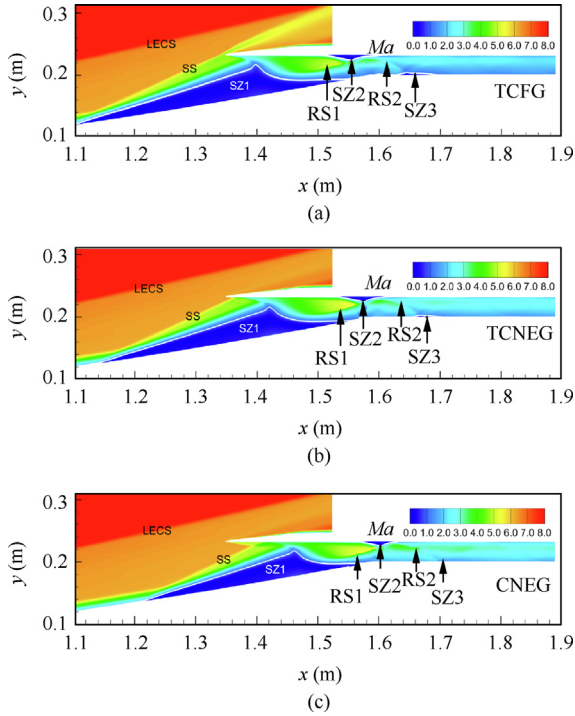 0.3
0.2
0.1
y (m)
LECS
SS
SZ1
Ma
0.0 1.0 2.0 3.0 4.0 5.0 6.0 7.0 8.0
RS1
SZ2
RS2
SZ3
TCFG
1.1 1.2 1.3 1.4 1.5 1.6 1.7 1.8 1.9
x (m)
(a)
0.3
0.2
0.1
y (m)
LECS
SS
SZ1
Ma
0.0 1.0 2.0 3.0 4.0 5.0 6.0 7.0 8.0
RS1
SZ2
RS2
SZ3
TCNEG
1.1 1.2 1.3 1.4 1.5 1.6 1.7 1.8 1.9
x (m)
(b)
0.3
0.2
0.1
y (m)
LECS
SS
SZ1
Ma
0.0 1.0 2.0 3.0 4.0 5.0 6.0 7.0 8.0
RS1
SZ2
RS2
SZ3
CNEG
1.1 1.2 1.3 1.4 1.5 1.6 1.7 1.8 1.9
x (m)
(c)